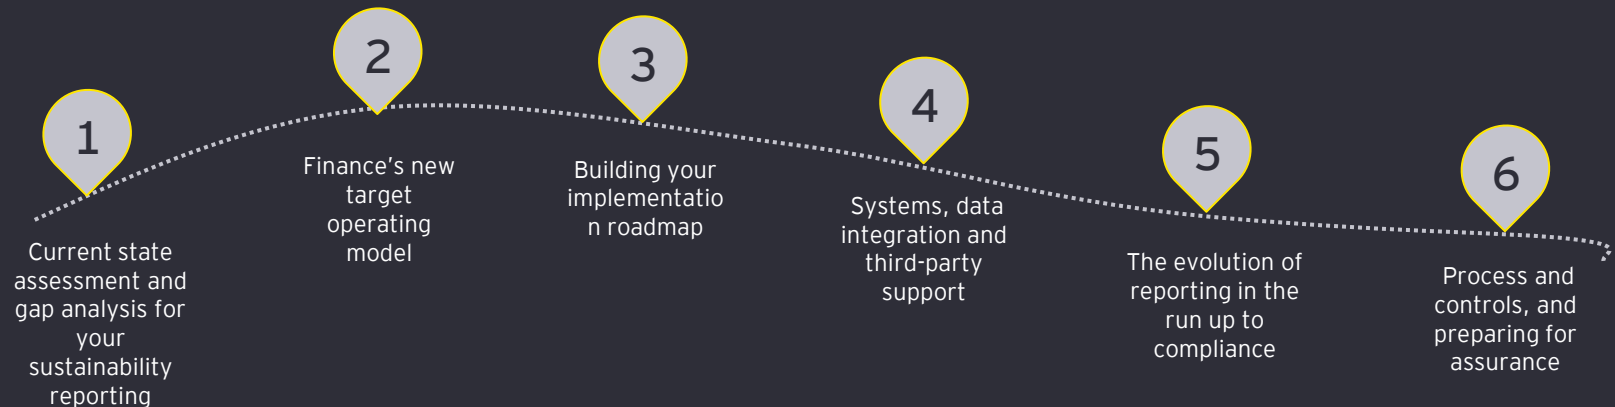 1
Current state
assessment and
gap analysis for
your
sustainability
reporting
2
Finance’s new
target
operating
model
3
Building your
implementatio
n roadmap
4
Systems, data
integration and
third-party
support
5
The evolution of
reporting in the
run up to
compliance
6
Process and
controls, and
preparing for
assurance